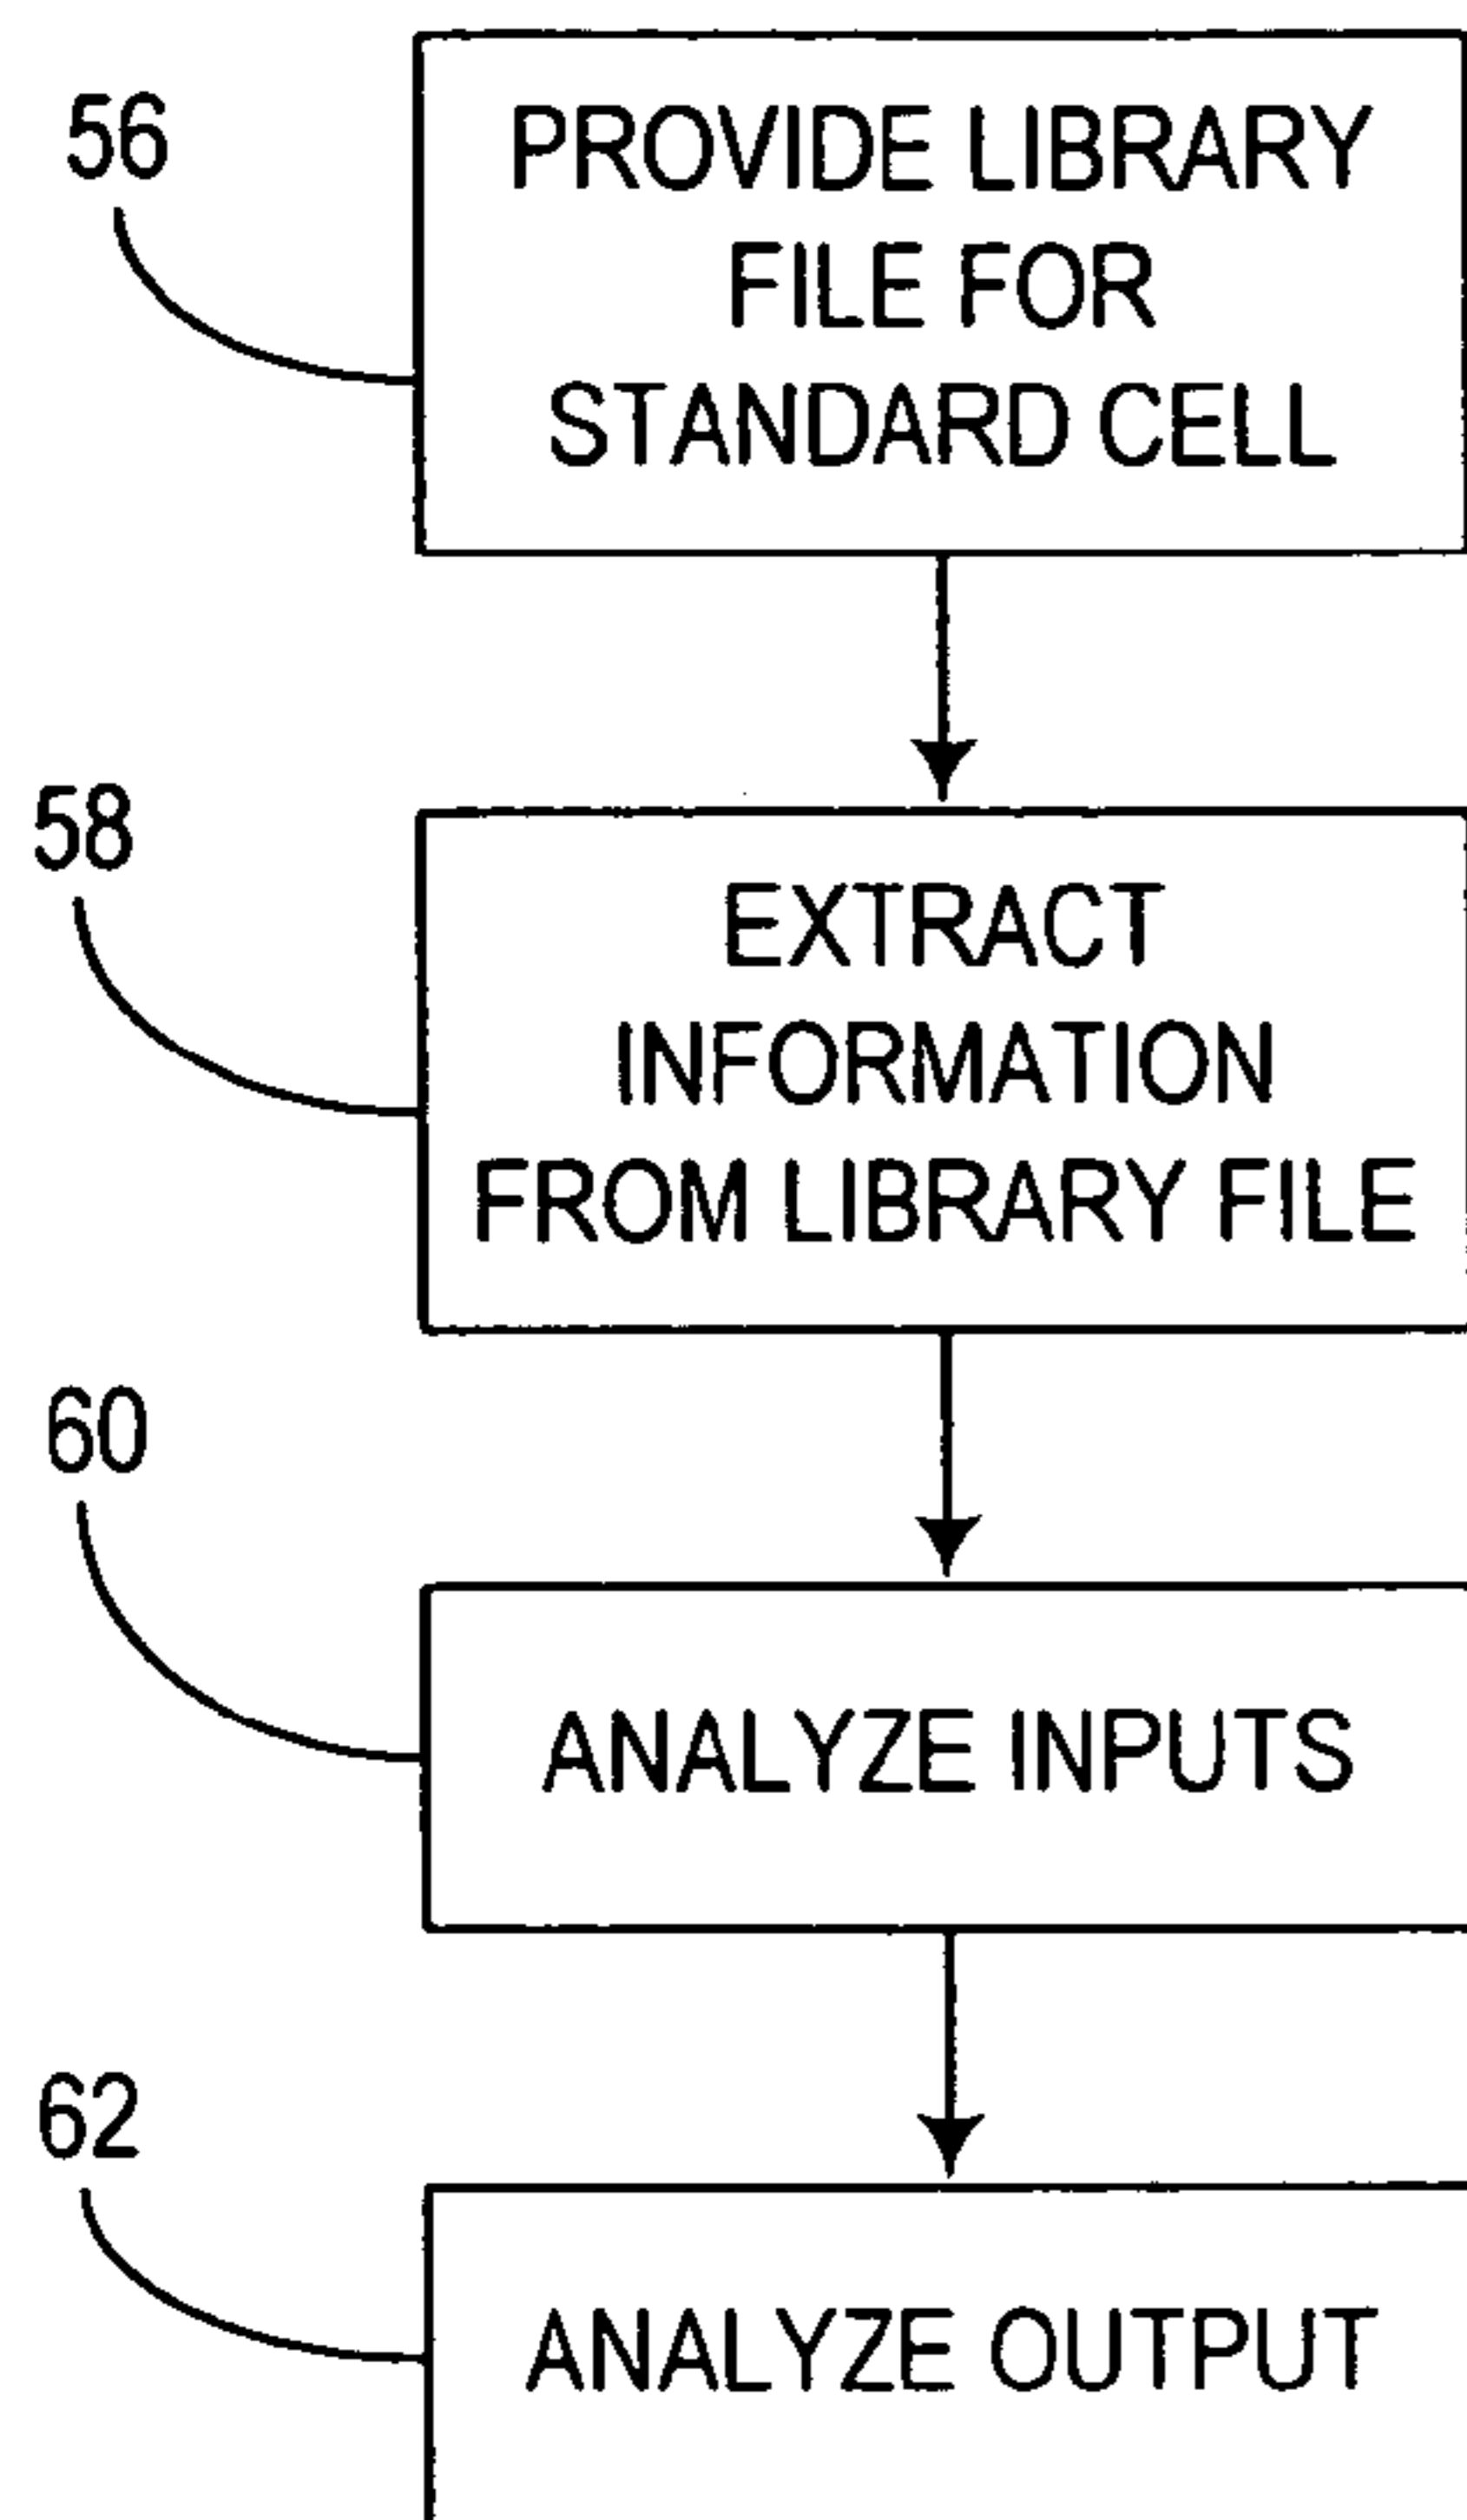 56
PROVIDE LIBRARY
FILE FOR
STANDARD CELL
58
EXTRACT
INFORMATION
FROM LIBRARY FILE
60
ANALYZE INPUTS
62
ANALYZE OUTPUT